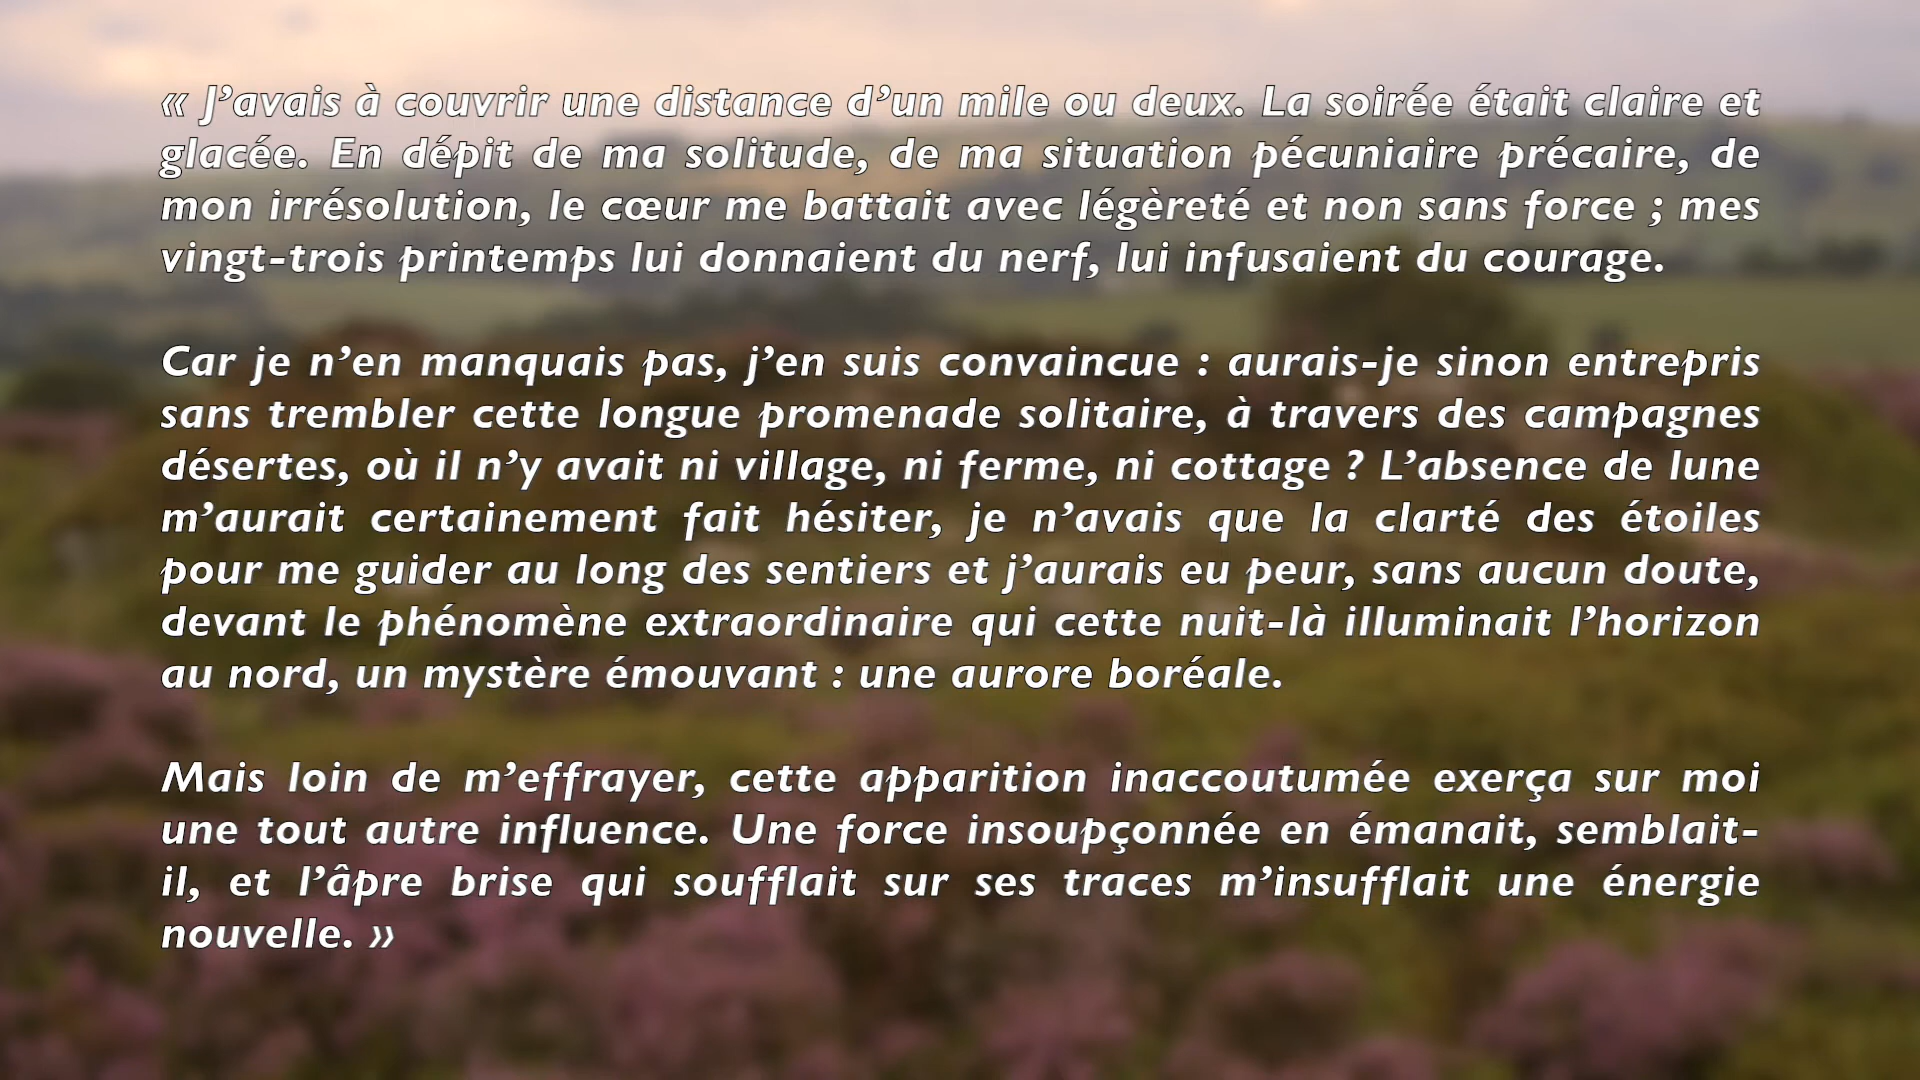 « J’avais à couvrir une distance d’un mile ou deux. La soirée était claire et
glacée. En dépit de ma solitude, de ma situation pécuniaire précaire, de
mon irrésolution, le cœur me battait avec légèreté et non sans force ; mes
vingt-trois printemps lui donnaient du nerf, lui infusaient du courage.
Car je n’en manquais pas, j’en suis convaincue : aurais-je sinon entrepris
sans trembler cette longue promenade solitaire, à travers des campagnes
désertes, où il n’y avait ni village, ni ferme, ni cottage ? L’absence de lune
m’aurait certainement fait hésiter, je n’avais que la clarté des étoiles
pour me guider au long des sentiers et j’aurais eu peur, sans aucun doute,
devant le phénomène extraordinaire qui cette nuit-là illuminait l’horizon
au nord, un mystère émouvant : une aurore boréale.
Mais loin de m’effrayer, cette apparition inaccoutumée exerça sur moi
une tout autre influence. Une force insoupçonnée en émanait, semblait-
il, et l’âpre brise qui soufflait sur ses traces m’insufflait une énergie
nouvelle. »